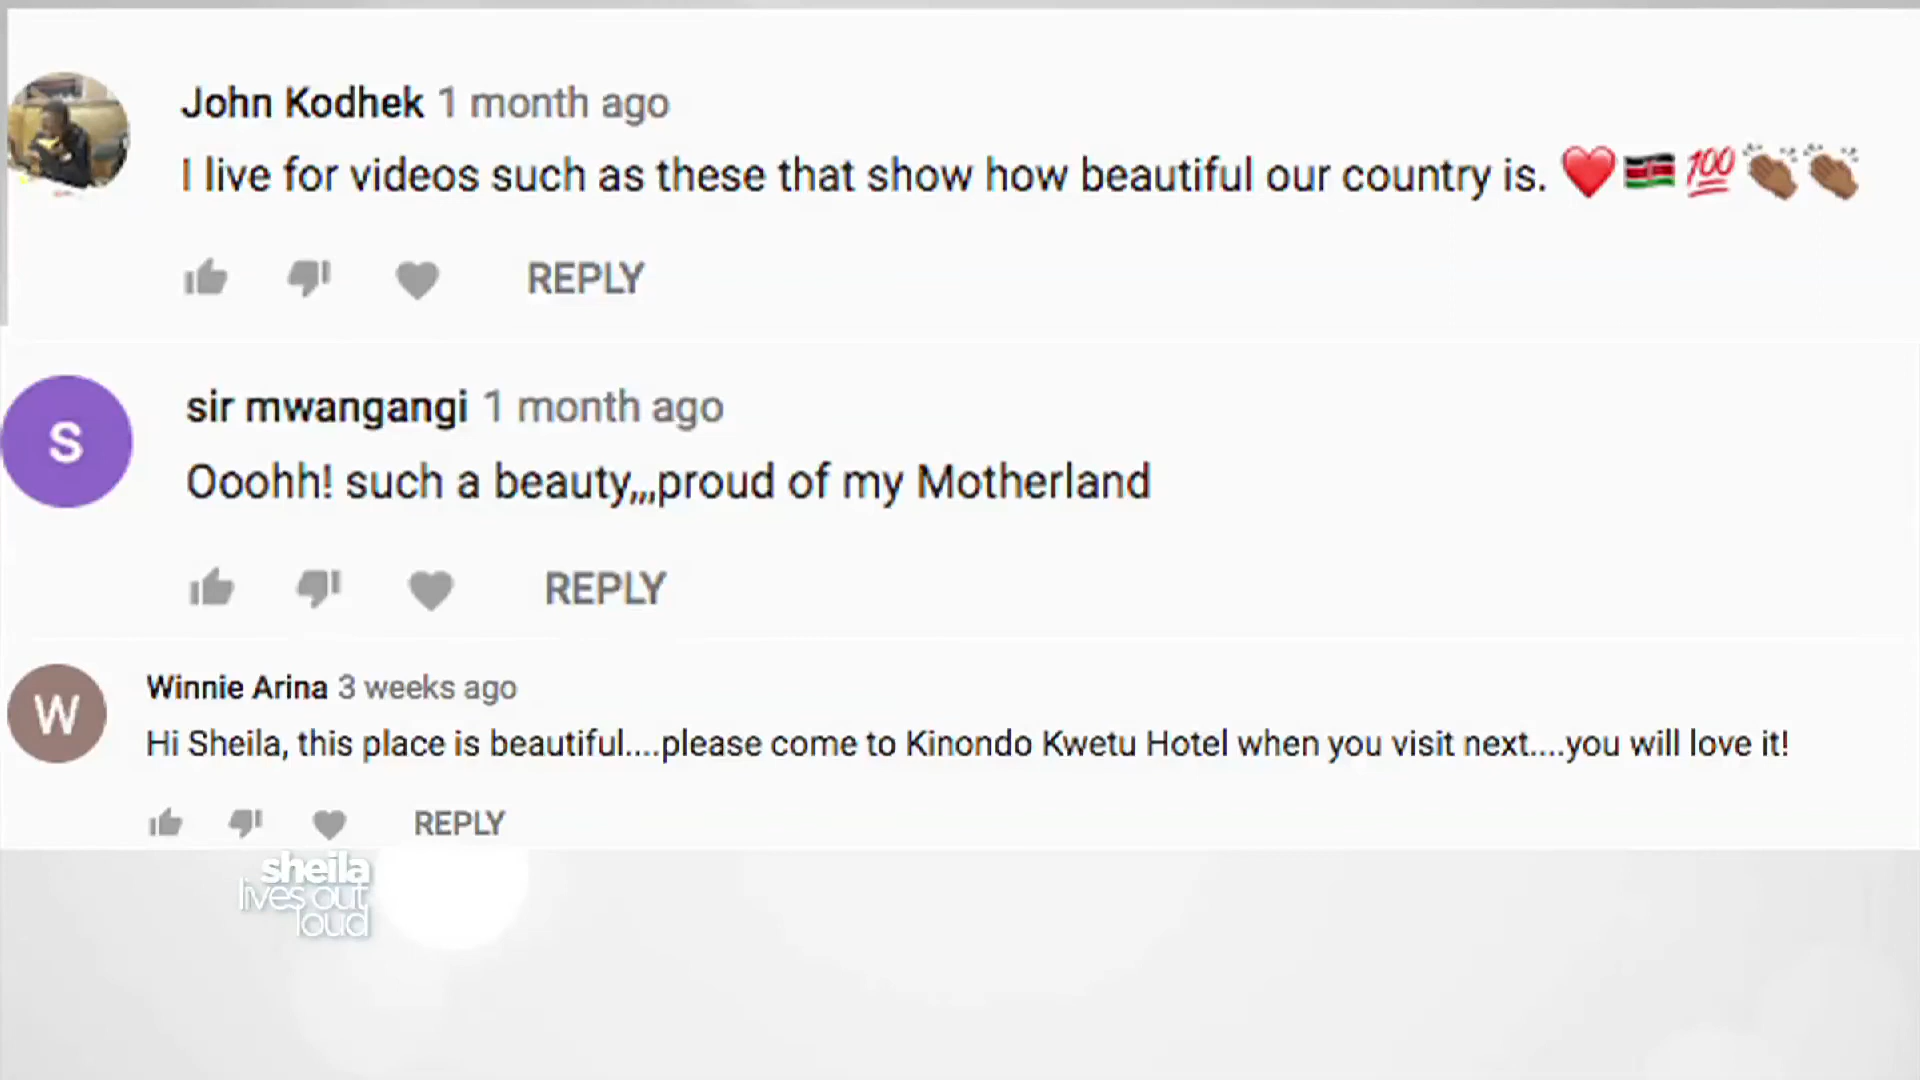 John Kodhek 1 month ago
I live for videos such as these that show how beautiful our country is. ❤️🇰🇪💯👏🏾👏🏾
REPLY
S
sir mwangangi 1 month ago
Ooohh! such a beauty,,,proud of my Motherland
REPLY
W
Winnie Arina 3 weeks ago
Hi Sheila, this place is beautiful....please come to Kinondo Kwetu Hotel when you visit next....you will love it!
REPLY
sheila
lives out
loud